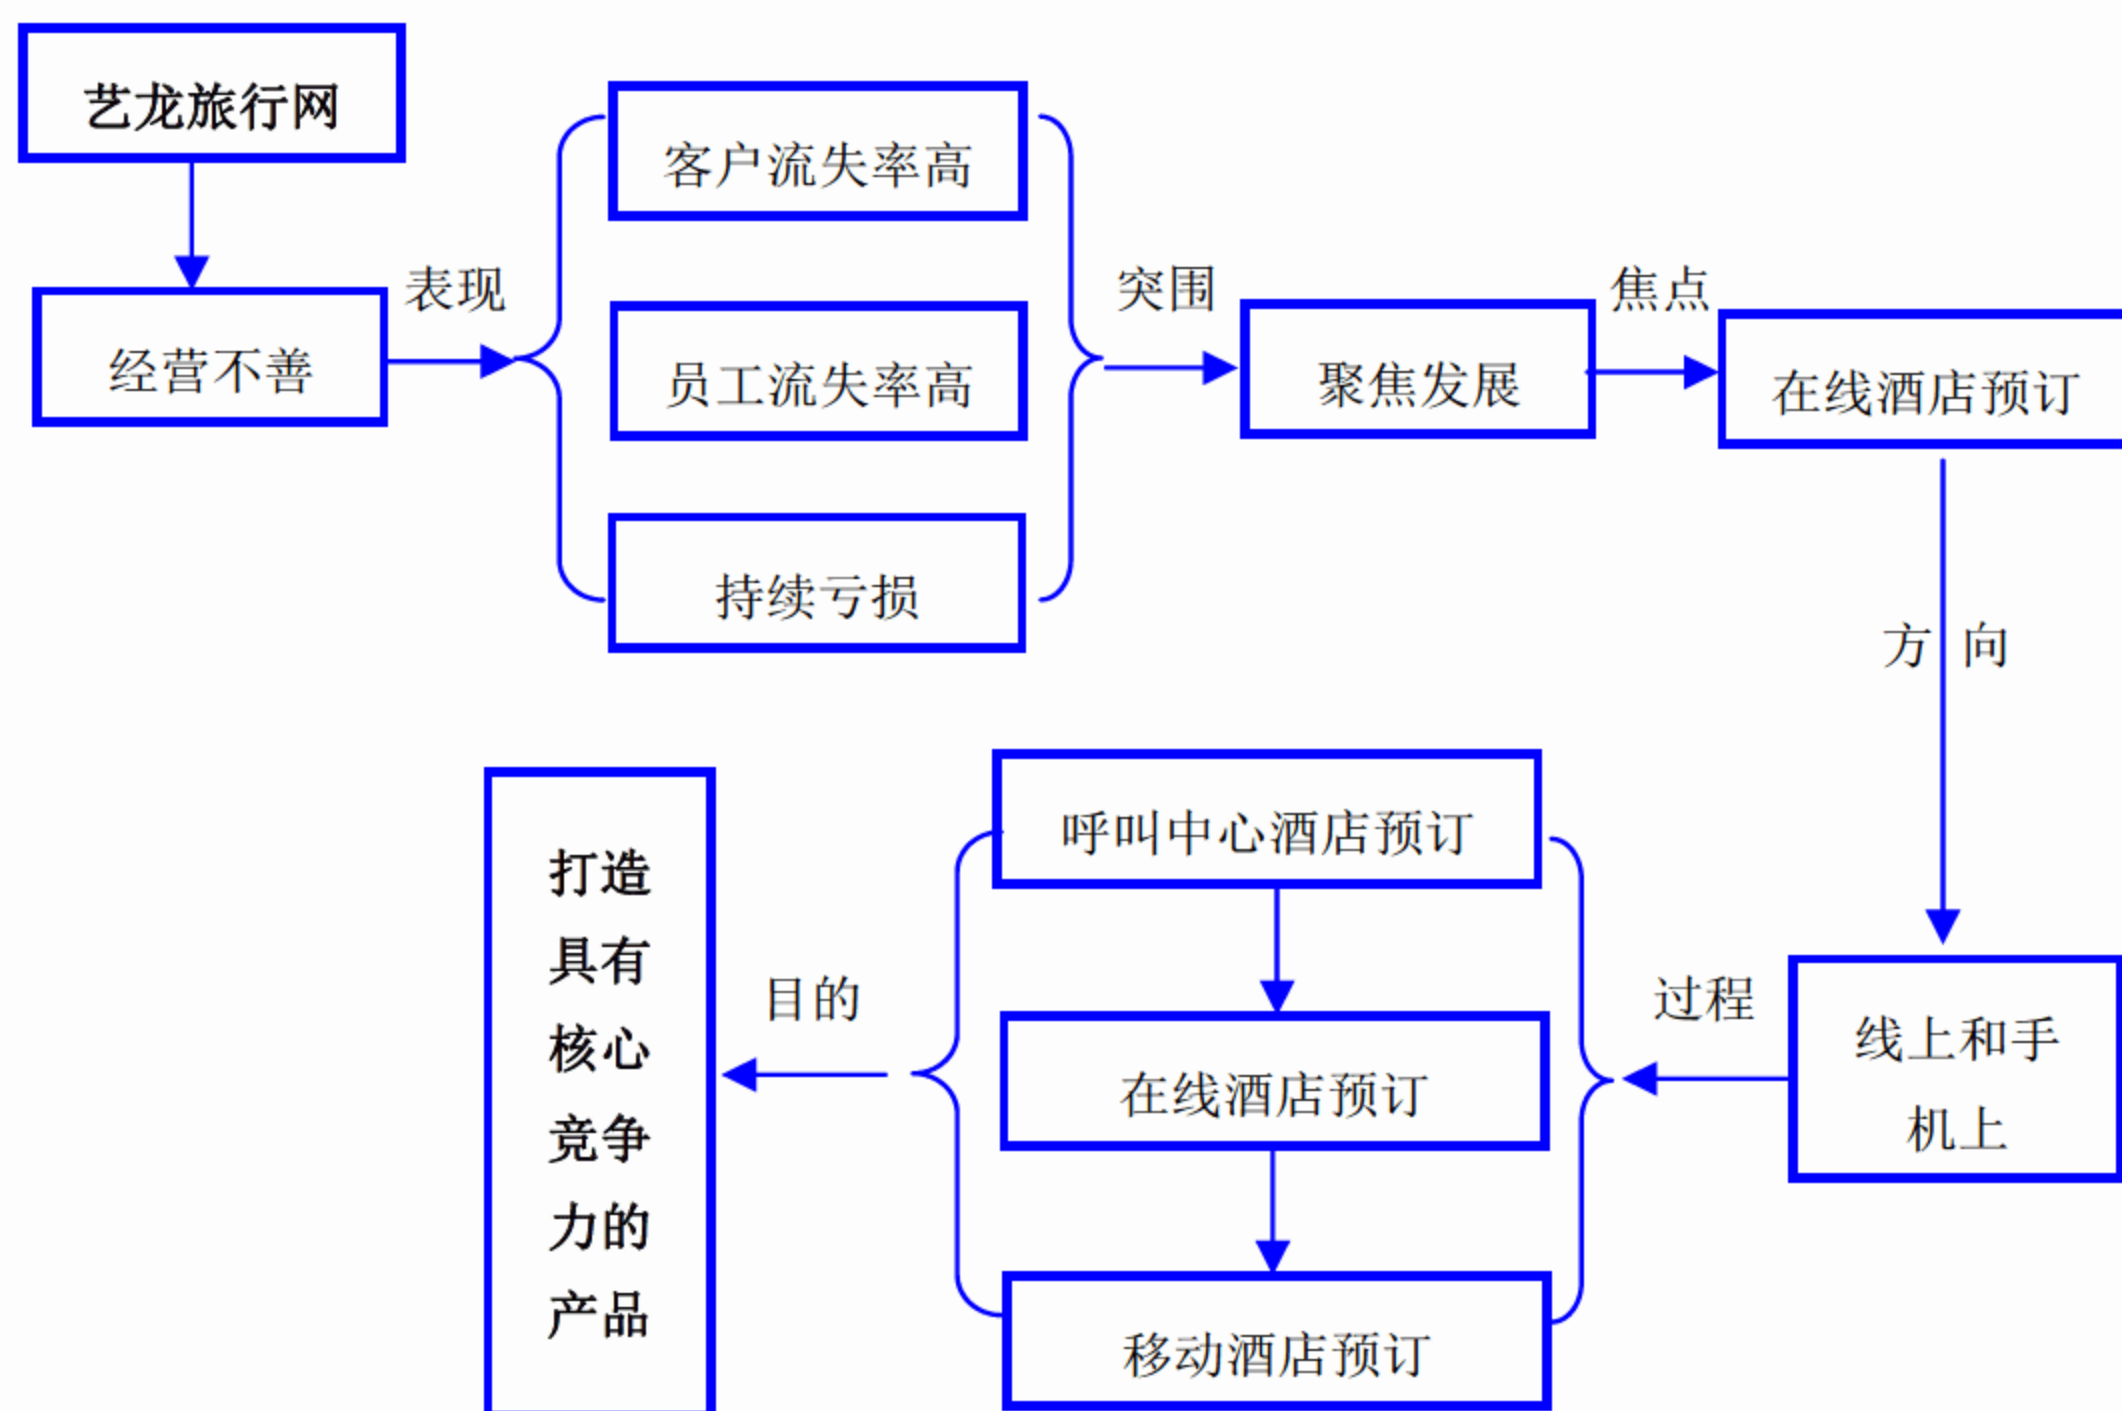 艺龙旅行网
经营不善
表现
客户流失率高
员工流失率高
持续亏损
突围
聚焦发展
焦点
在线酒店预订
方 向
线上和手
机上
过程
呼叫中心酒店预订
在线酒店预订
移动酒店预订
目的
打造
具有
核心
竞争
力的
产品